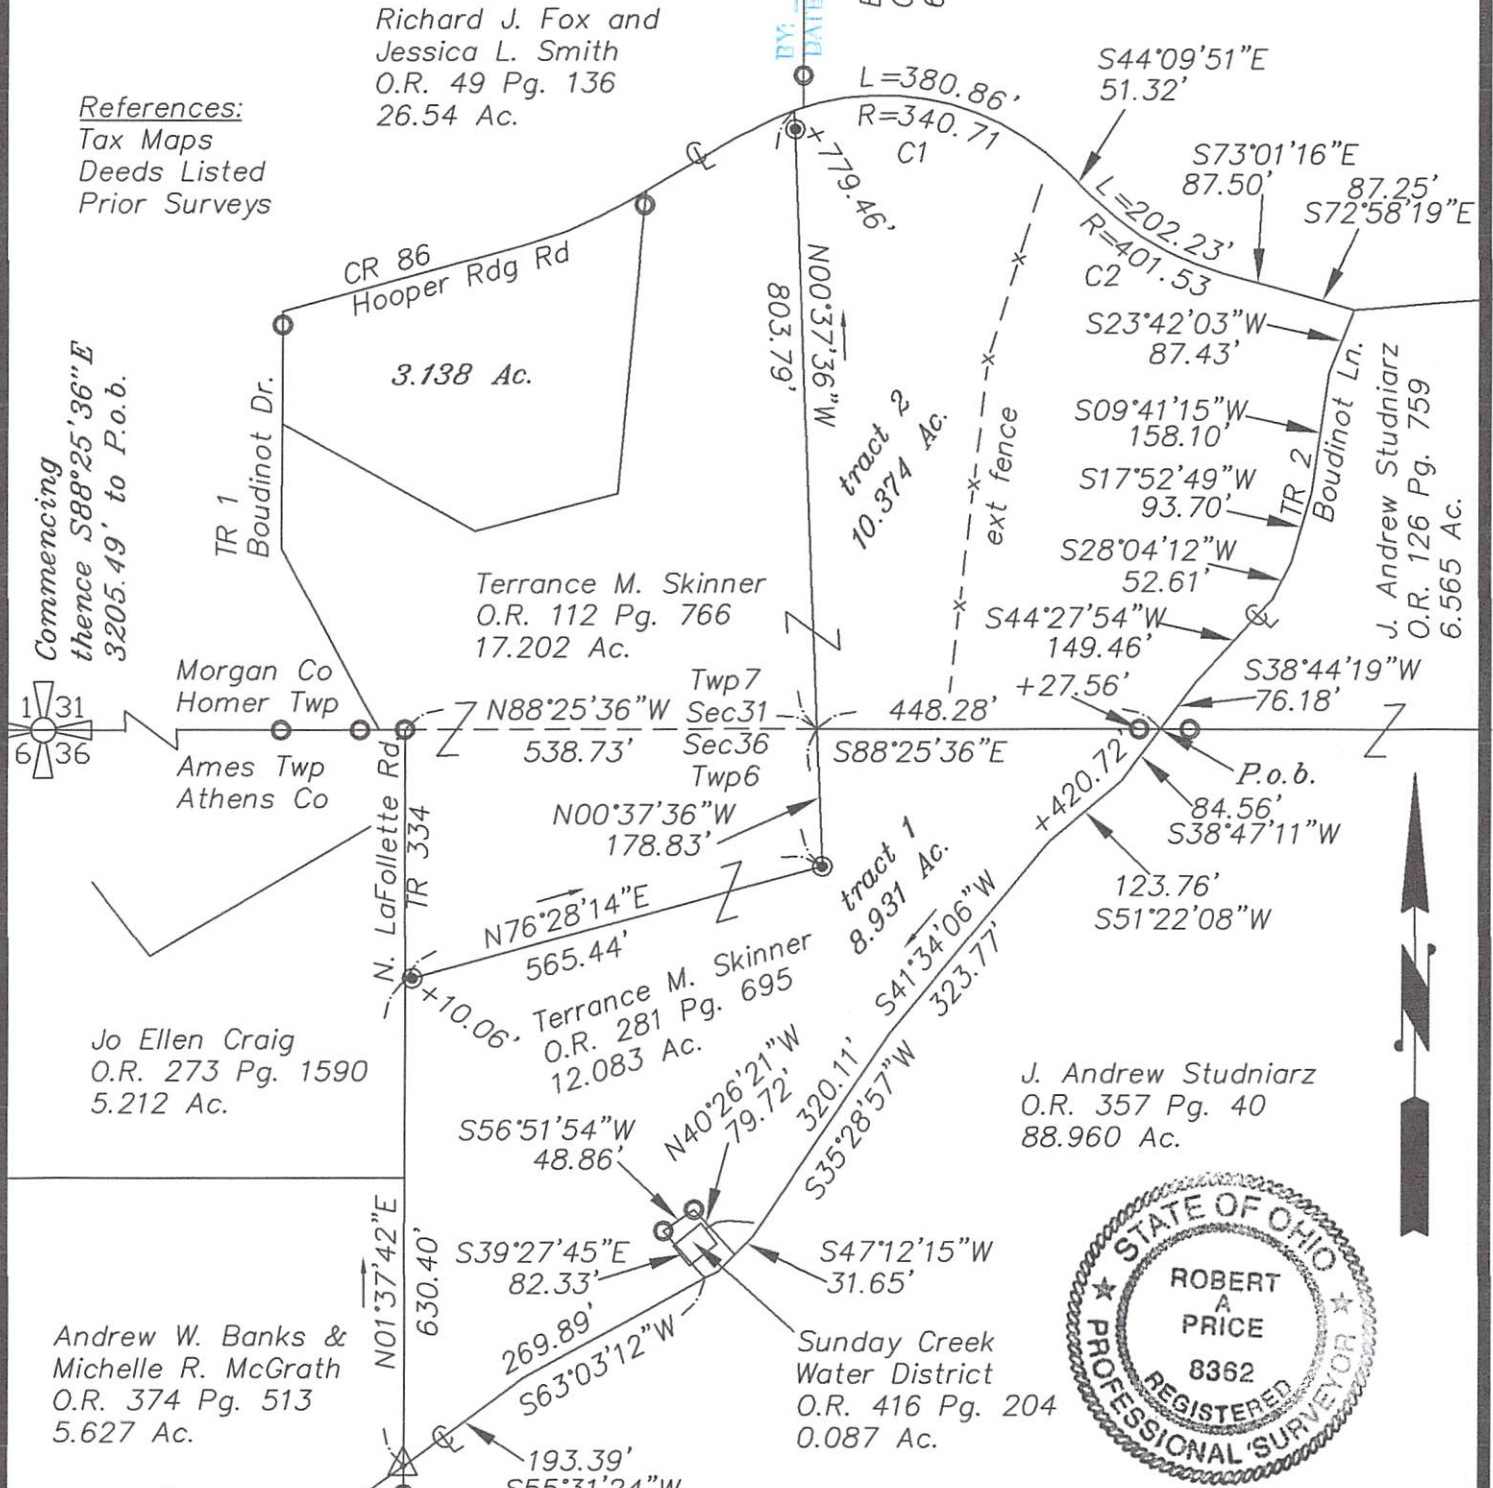 Richard J. Fox and
Jessica L. Smith
O.R. 49 Pg. 136
26.54 Ac.
BY:
DATE
References:
Tax Maps
Deeds Listed
Prior Surveys
L=380.86'
R=340.71
C1
S44°09'51"E
51.32'
S73°01'16"E
87.50'
87.25'
S72°58'19"E
L=202.23'
R=401.53
C2
+779.46'
℄
CR 86
Hooper Rdg Rd
3.138 Ac.
N00°37'36"W
803.79'
tract 2
10.374 Ac.
ext fence
S23°42'03"W
87.43'
S09°41'15"W
158.10'
S17°52'49"W
93.70'
S28°04'12"W
52.61'
S44°27'54"W
149.46'
S38°44'19"W
76.18'
℄
TR 2
Boudinot Ln.
J. Andrew Studniarz
O.R. 126 Pg. 759
6.565 Ac.
Commencing
thence S88°25'36"E
3205.49' to P.o.b.
TR 1
Boudinot Dr.
Terrance M. Skinner
O.R. 112 Pg. 766
17.202 Ac.
Morgan Co
Homer Twp
1 31
6 36
Ames Twp
Athens Co
N88°25'36"W
538.73'
Twp7
Sec31
Sec36
Twp6
448.28'
S88°25'36"E
+27.56'
P.o.b.
84.56'
S38°47'11"W
+420.72'
123.76'
S51°22'08"W
N00°37'36"W
178.83'
tract 1
8.931 Ac.
N. LaFollette Rd
TR 334
N76°28'14"E
565.44'
+10.06'
Terrance M. Skinner
O.R. 281 Pg. 695
12.083 Ac.
S41°34'06"W
323.77'
Jo Ellen Craig
O.R. 273 Pg. 1590
5.212 Ac.
J. Andrew Studniarz
O.R. 357 Pg. 40
88.960 Ac.
N
S56°51'54"W
48.86'
N40°26'21"W
79.72'
320.11'
S35°28'57"W
S39°27'45"E
82.33'
S47°12'15"W
31.65'
N01°37'42"E
630.40'
269.89'
S63°03'12"W
Sunday Creek
Water District
O.R. 416 Pg. 204
0.087 Ac.
Andrew W. Banks &
Michelle R. McGrath
O.R. 374 Pg. 513
5.627 Ac.
℄
193.39'
S55°31'24"W
STATE OF OHIO
ROBERT
A
PRICE
8362
REGISTERED
PROFESSIONAL SURVEYOR